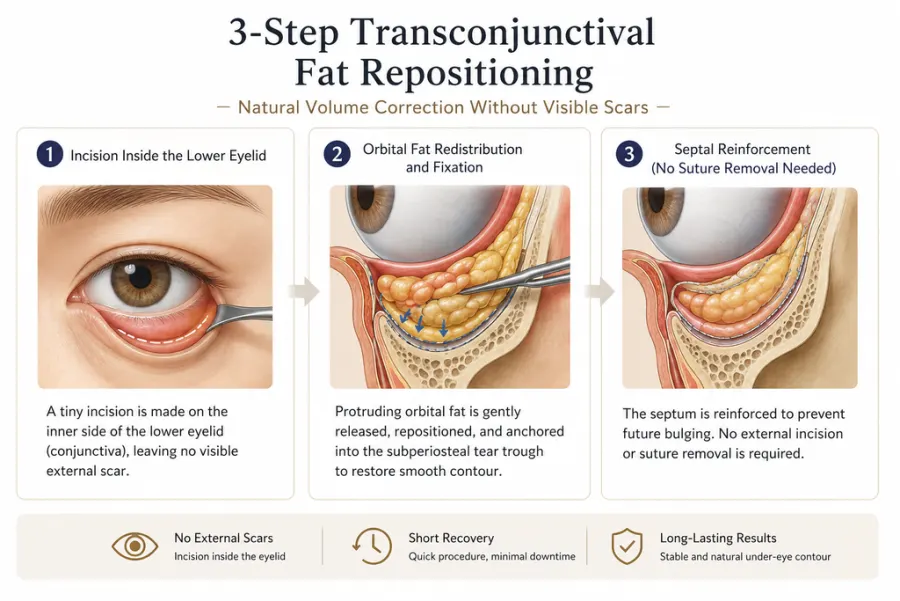 3-Step Transconjunctival
Fat Repositioning
— Natural Volume Correction Without Visible Scars —
1 Incision Inside the Lower Eyelid
A tiny incision is made on the
inner side of the lower eyelid
(conjunctiva), leaving no visible
external scar.
2 Orbital Fat Redistribution
and Fixation
Protruding orbital fat is gently
released, repositioned, and anchored
into the subperiosteal tear trough
to restore smooth contour.
3 Septal Reinforcement
(No Suture Removal Needed)
The septum is reinforced to prevent
future bulging. No external incision
or suture removal is required.
No External Scars
Incision inside the eyelid
Short Recovery
Quick procedure, minimal downtime
Long-Lasting Results
Stable and natural under-eye contour